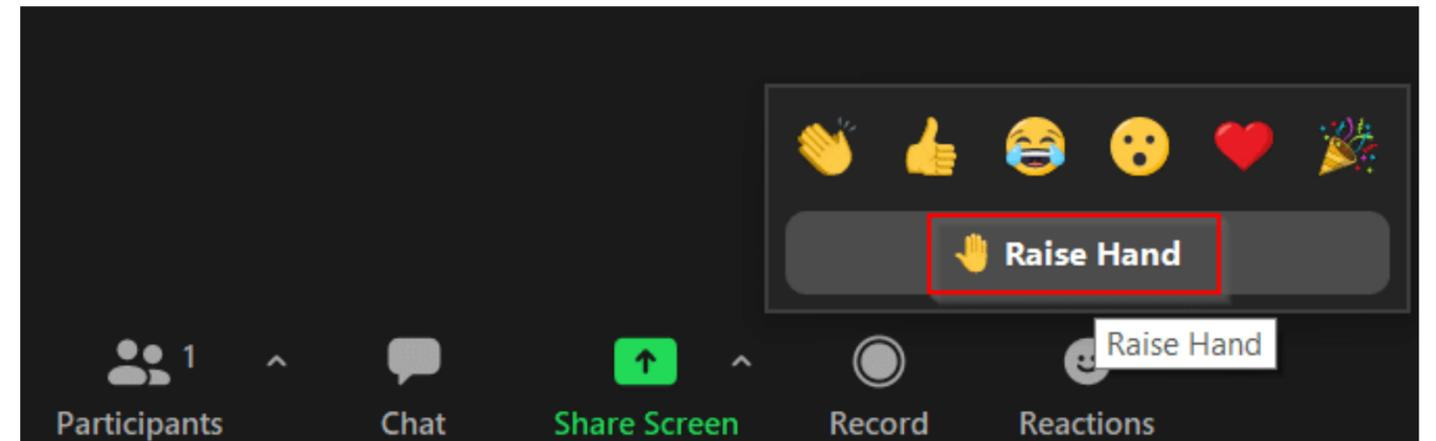 Raise Hand
Raise Hand
1
Participants
Chat
Share Screen
Record
Reactions